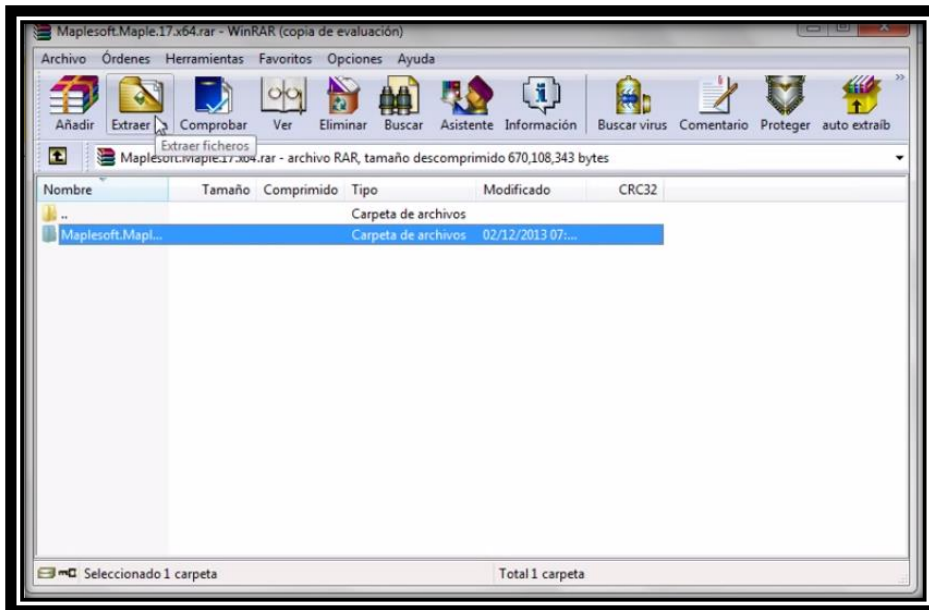 Maplesoft.Maple.17.x64.rar - WinRAR (copia de evaluación)
Archivo Órdenes Herramientas Favoritos Opciones Ayuda
Añadir Extraer Comprobar Ver Eliminar Buscar Asistente Información Buscar virus Comentario Proteger auto extraíb
Extraer ficheros
Maplesoft.Maple.17.x64.rar - archivo RAR, tamaño descomprimido 670,108,343 bytes
Nombre Tamaño Comprimido Tipo Modificado CRC32
.. Carpeta de archivos
Maplesoft.Mapl... Carpeta de archivos 02/12/2013 07:...
Seleccionado 1 carpeta Total 1 carpeta